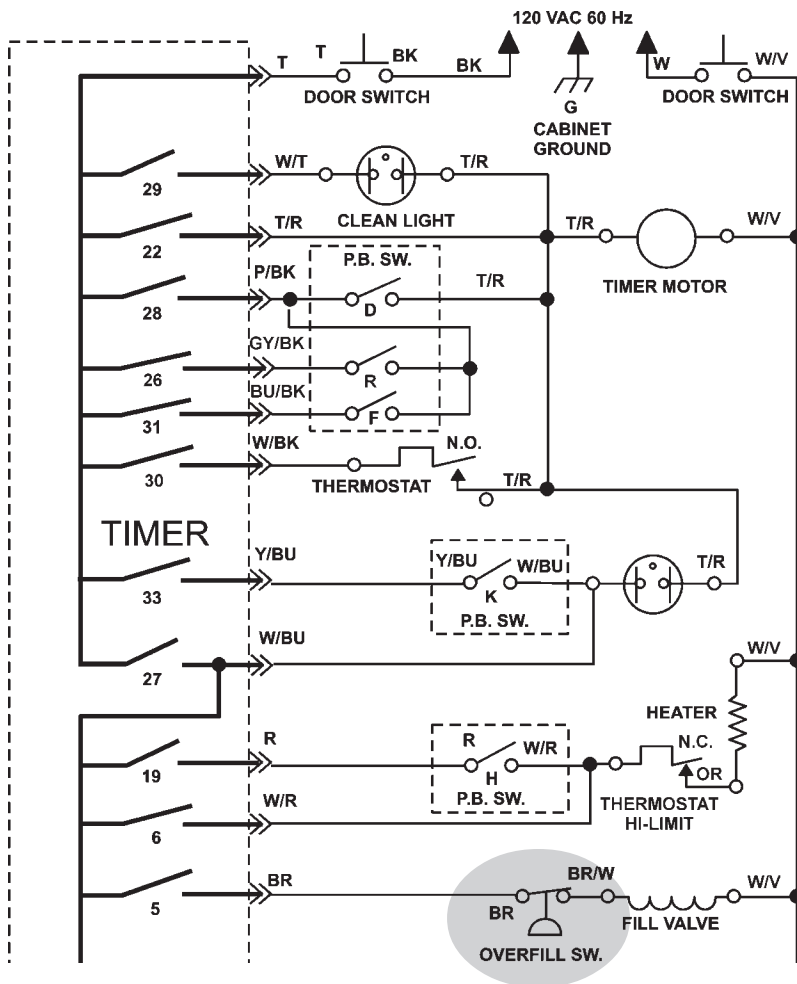 120 VAC 60 Hz
T
T
BK
BK
W
W/V
DOOR SWITCH
DOOR SWITCH
G
CABINET
GROUND
W/T
T/R
29
CLEAN LIGHT
T/R
T/R
W/V
22
P.B. SW.
TIMER MOTOR
P/BK
T/R
D
28
GY/BK
R
26
BU/BK
F
31
W/BK
N.O.
30
THERMOSTAT
T/R
TIMER
Y/BU
Y/BU
W/BU
T/R
33
K
P.B. SW.
W/BU
27
W/V
HEATER
R
R
W/R
N.C.
19
H
OR
P.B. SW.
THERMOSTAT
HI-LIMIT
W/R
6
BR
BR/W
W/V
5
BR
FILL VALVE
OVERFILL SW.